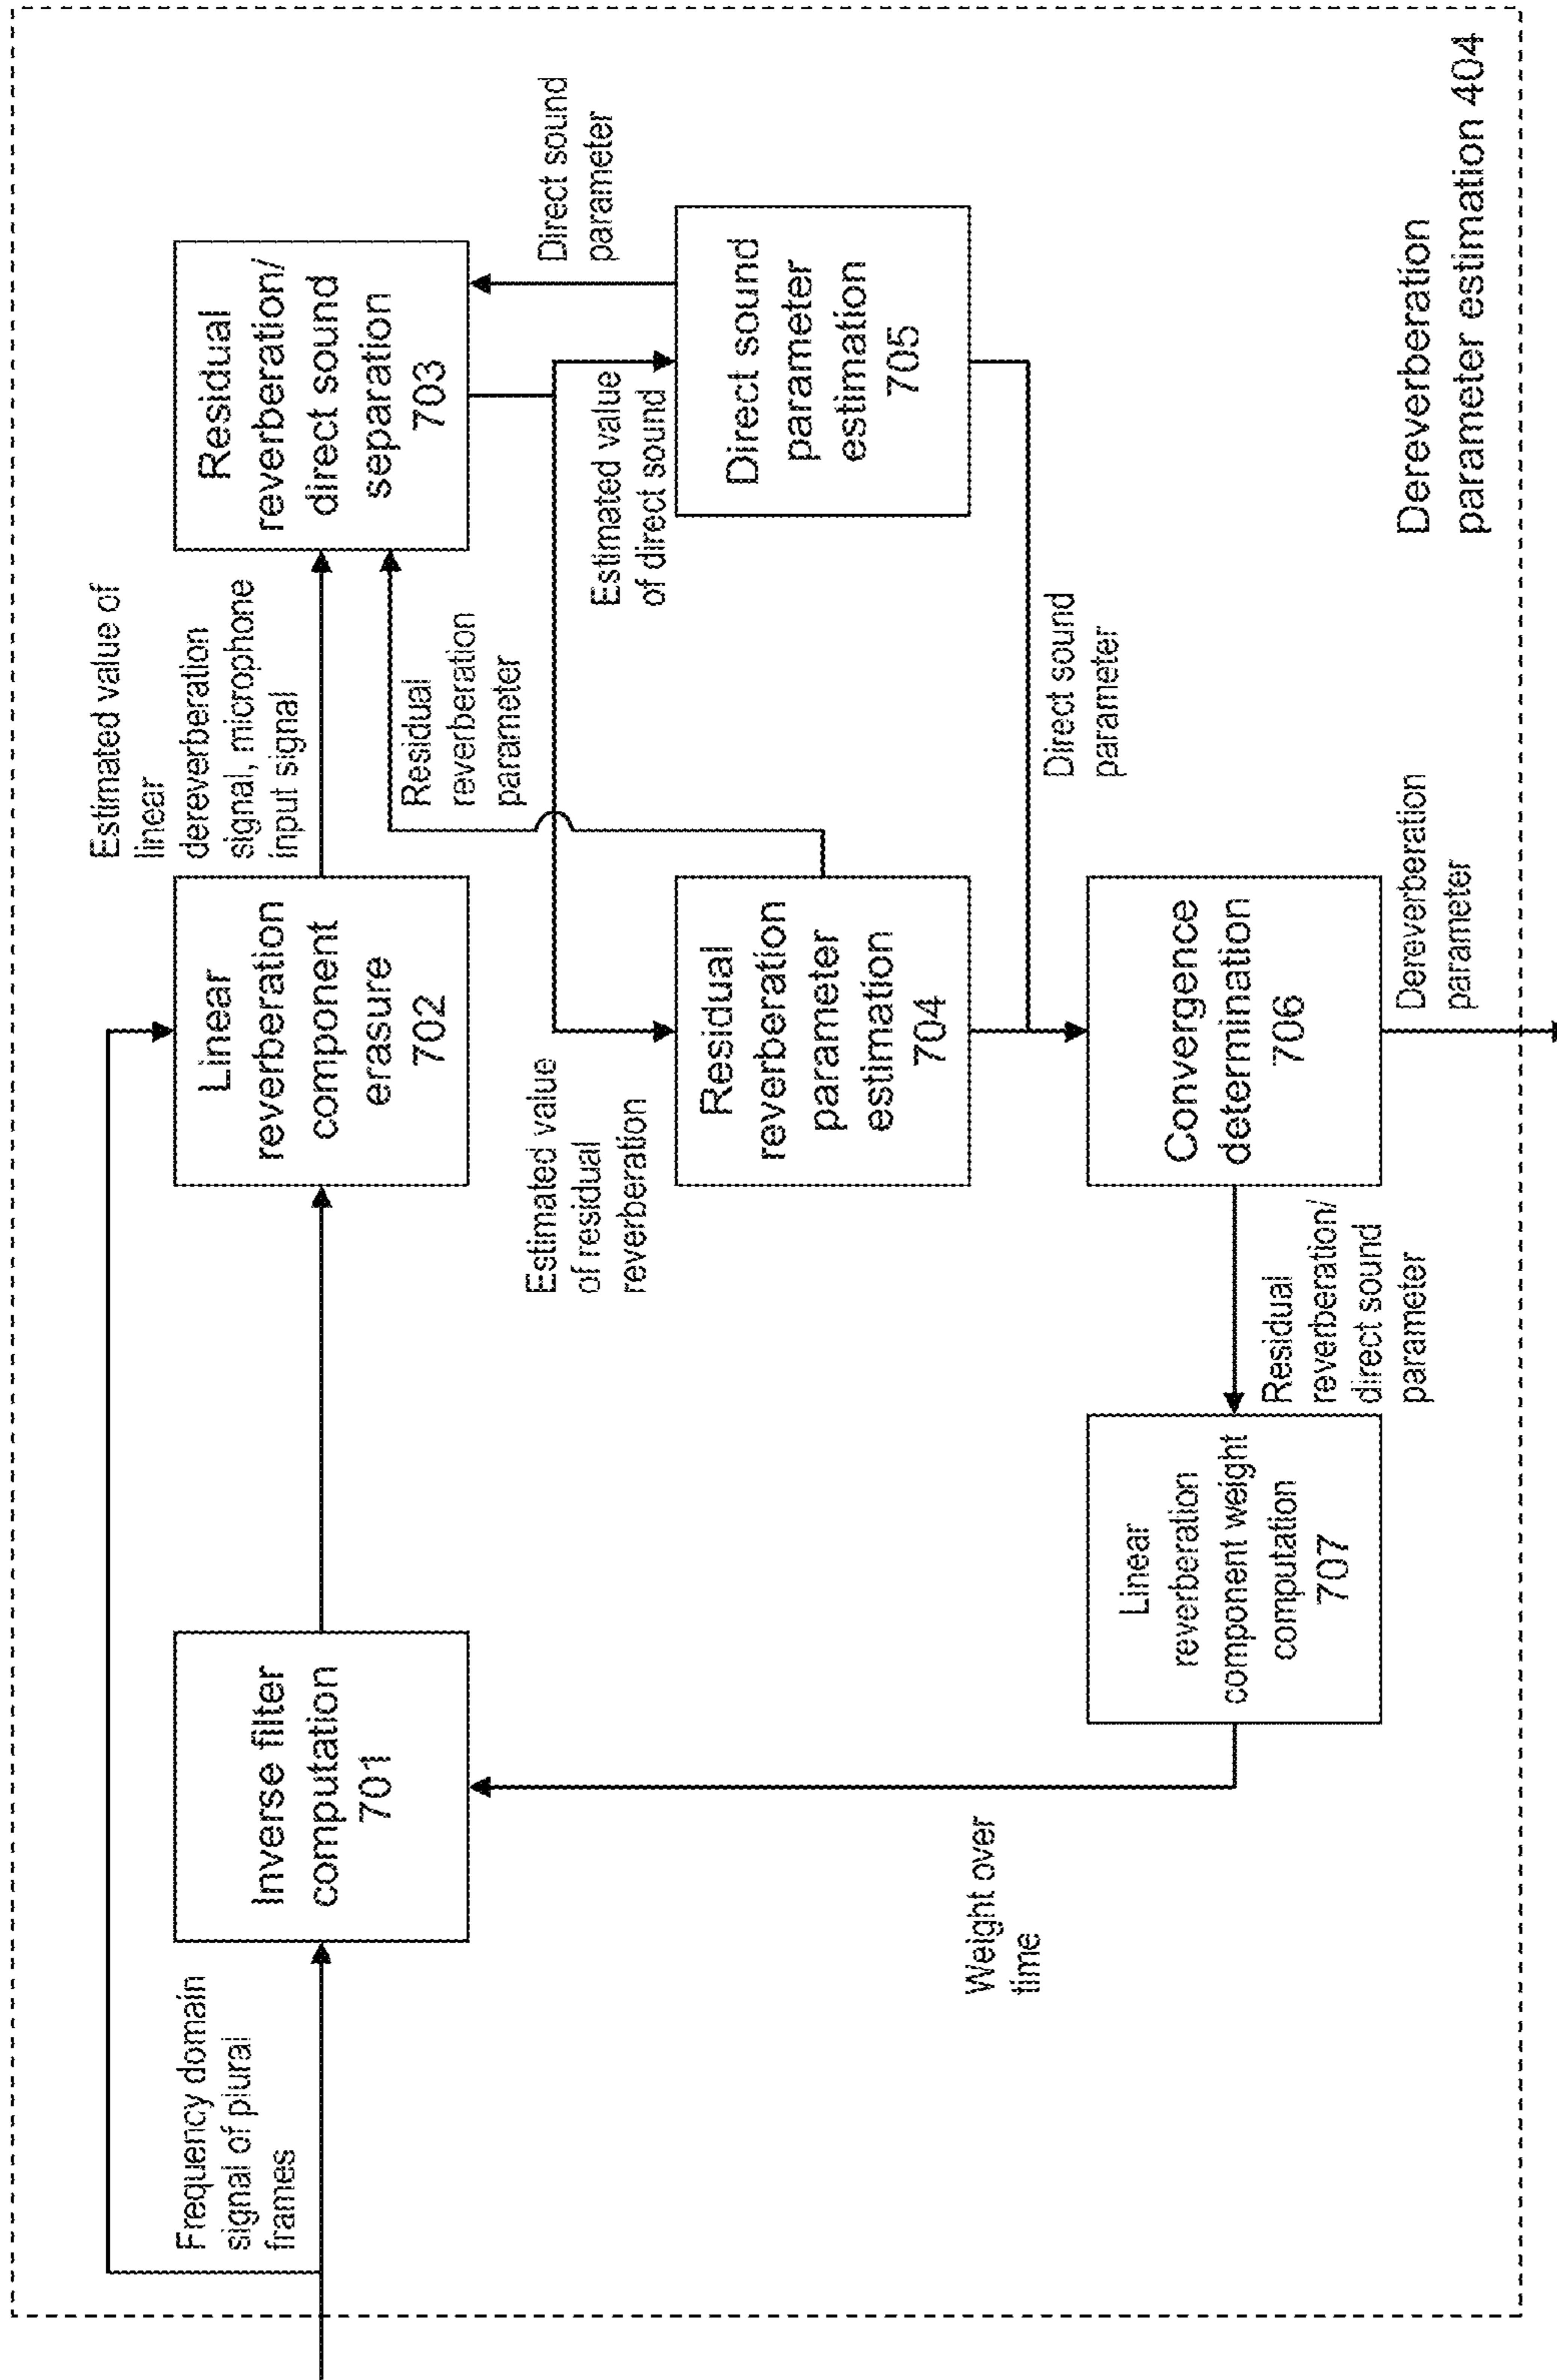 Frequency domain
signal of plural
frames
Inverse filter
computation
701
Linear
reverberation
component
erasure
702
Estimated value of
linear
dereverberation
signal, microphone
input signal
Residual
reverberation/
direct sound
separation
703
Residual
reverberation
parameter
Direct sound
parameter
Estimated value
of residual
reverberation
Estimated value
of direct sound
Residual
reverberation
parameter
estimation
704
Direct sound
parameter
estimation
705
Direct sound
parameter
Weight over
time
Linear
reverberation
component weight
computation
707
Residual
reverberation/
direct sound
parameter
Convergence
determination
706
Dereverberation
parameter
Dereverberation
parameter estimation 404